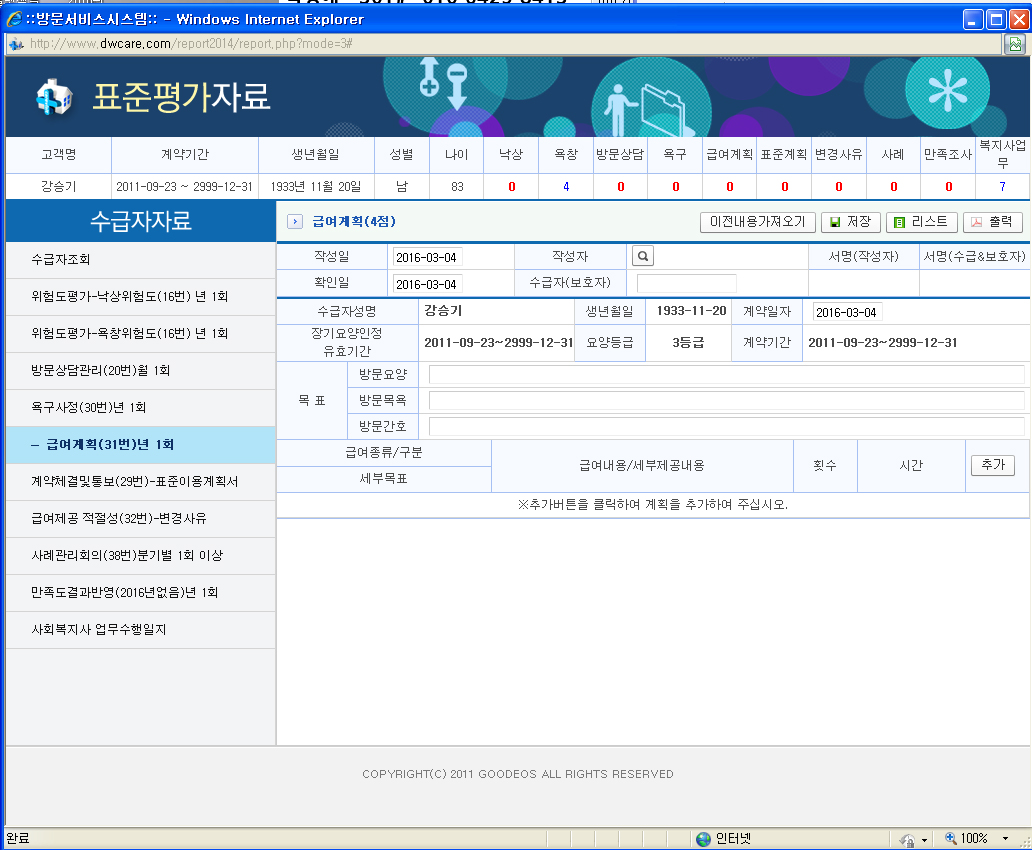 ::방문서비스시스템:: - Windows Internet Explorer
http://www.dwcare.com/report2014/report.php?mode=3#
표준평가자료
고객명 계약기간 생년월일 성별 나이 낙상 욕창 방문상담 욕구 급여계획 표준계획 변경사유 사례 만족조사 복지사업무
강승기 2011-09-23 ~ 2999-12-31 1933년 11월 20일 남 83 0 4 0 0 0 0 0 0 0 7
수급자자료
수급자조회
위험도평가-낙상위험도(16번) 년 1회
위험도평가-욕창위험도(16번) 년 1회
방문상담관리(20번)월 1회
욕구사정(30번)년 1회
– 급여계획(31번)년 1회
계약체결및통보(29번)-표준이용계획서
급여제공 적절성(32번)-변경사유
사례관리회의(38번)분기별 1회 이상
만족도결과반영(2016년없음)년 1회
사회복지사 업무수행일지
급여계획(4점) 이전내용가져오기 저장 리스트 출력
작성일 2016-03-04 작성자 서명(작성자) 서명(수급&보호자)
확인일 2016-03-04 수급자(보호자)
수급자성명 강승기 생년월일 1933-11-20 계약일자 2016-03-04
장기요양인정
유효기간 2011-09-23~2999-12-31 요양등급 3등급 계약기간 2011-09-23~2999-12-31
목 표 방문요양
방문목욕
방문간호
급여종류/구분 급여내용/세부제공내용 횟수 시간 추가
세부목표
※추가버튼을 클릭하여 계획을 추가하여 주십시오.
COPYRIGHT(C) 2011 GOODEOS ALL RIGHTS RESERVED
완료 인터넷 100%